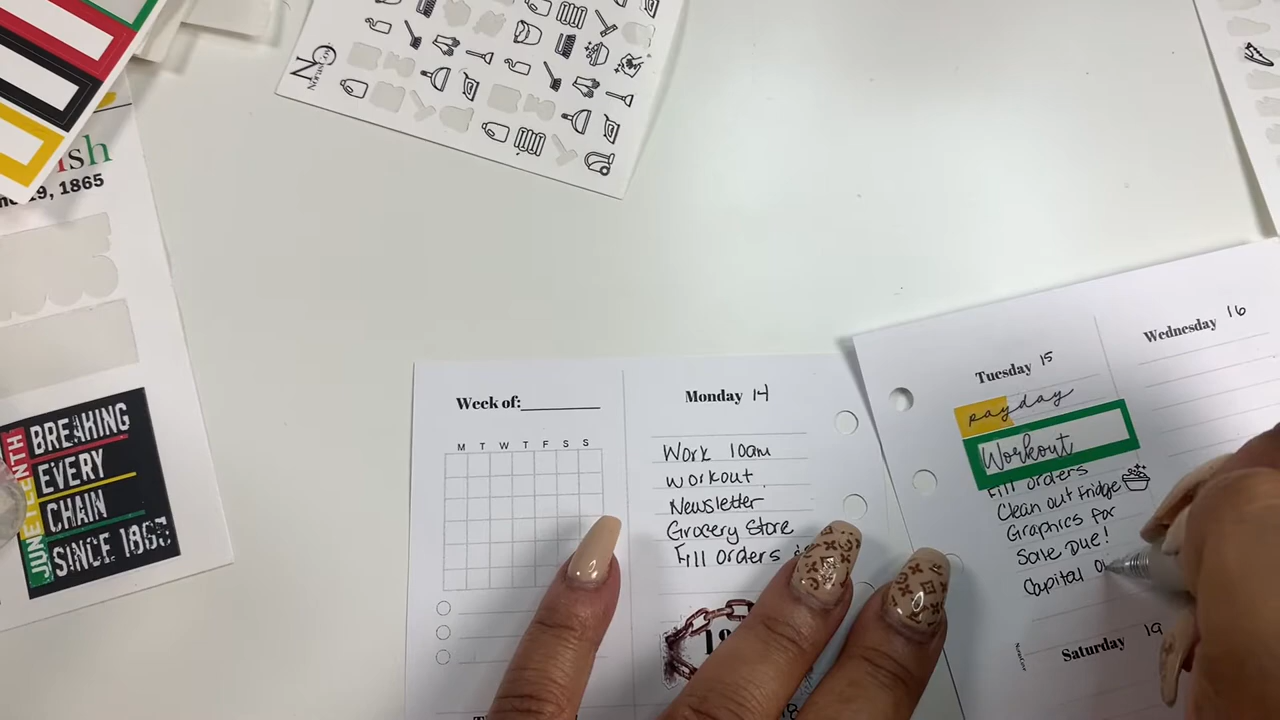 sh
19, 1865
JUNETEENTH
BREAKING
EVERY
CHAIN
SINCE 1865
Week of:
M T W T F S S
Monday 14
Work 10am
workout
Newsletter
Grocery Store
Fill orders
Tuesday 15
payday
Workout
Fill orders
Clean out Fridge
Graphics for
Sale Due!
Capital
Saturday 19
Wednesday 16